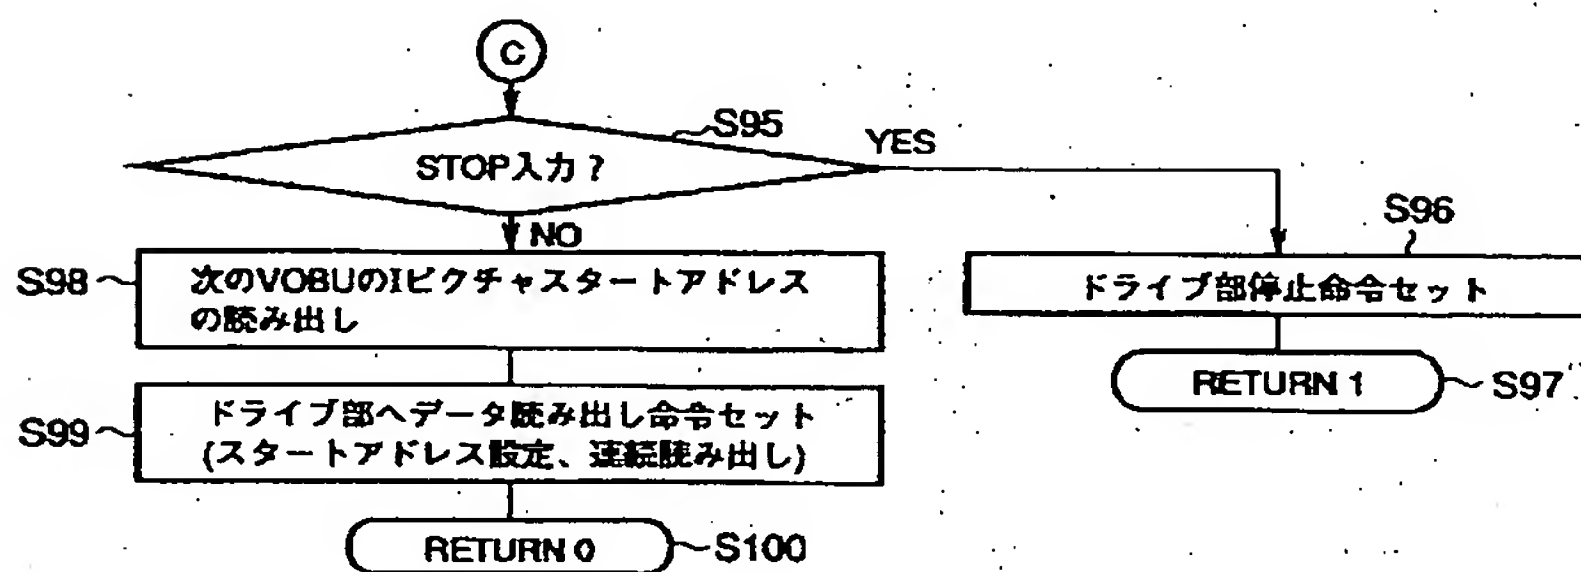 C
S95
STOP入力？
YES
NO
S96
S98
次のVOBUのIピクチャスタートアドレス
の読み出し
ドライブ部停止命令セット
RETURN 1
S97
S99
ドライブ部へデータ読み出し命令セット
(スタートアドレス設定、連続読み出し)
RETURN 0
S100